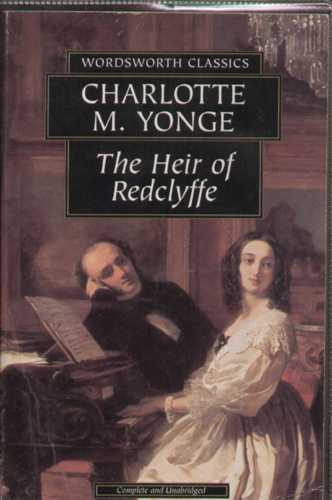 WORDSWORTH CLASSICS
CHARLOTTE
M. YONGE
The Heir of
Redclyffe
Complete and Unabridged